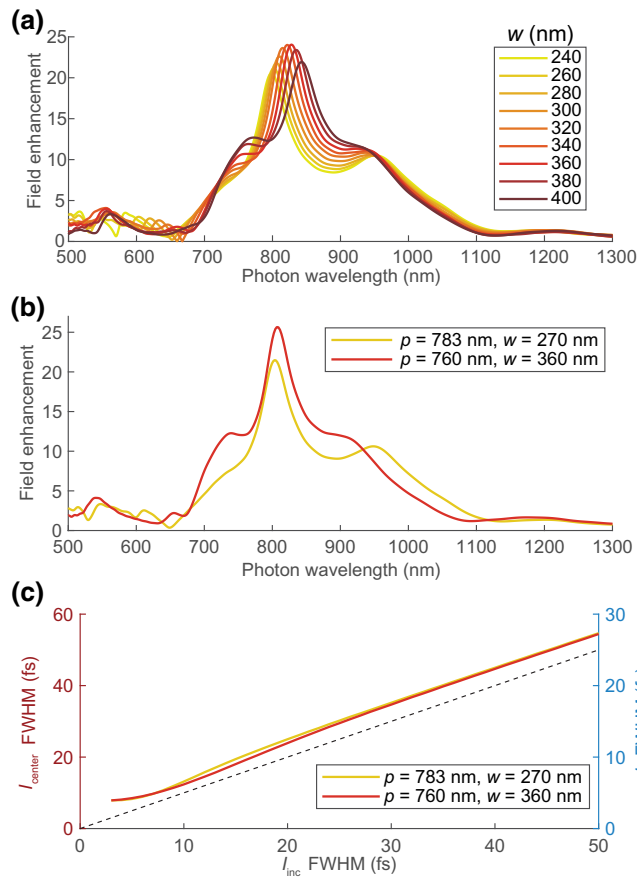 (a)
Field enhancement
25
20
15
10
5
0
500 600 700 800 900 1000 1100 1200 1300
Photon wavelength (nm)
w (nm)
240
260
280
300
320
340
360
380
400
(b)
Field enhancement
25
20
15
10
5
0
p = 783 nm, w = 270 nm
p = 760 nm, w = 360 nm
500 600 700 800 900 1000 1100 1200 1300
Photon wavelength (nm)
(c)
I center FWHM (fs)
60
40
20
0
30
20
10
0
p = 783 nm, w = 270 nm
p = 760 nm, w = 360 nm
0 10 20 30 40 50
I inc FWHM (fs)